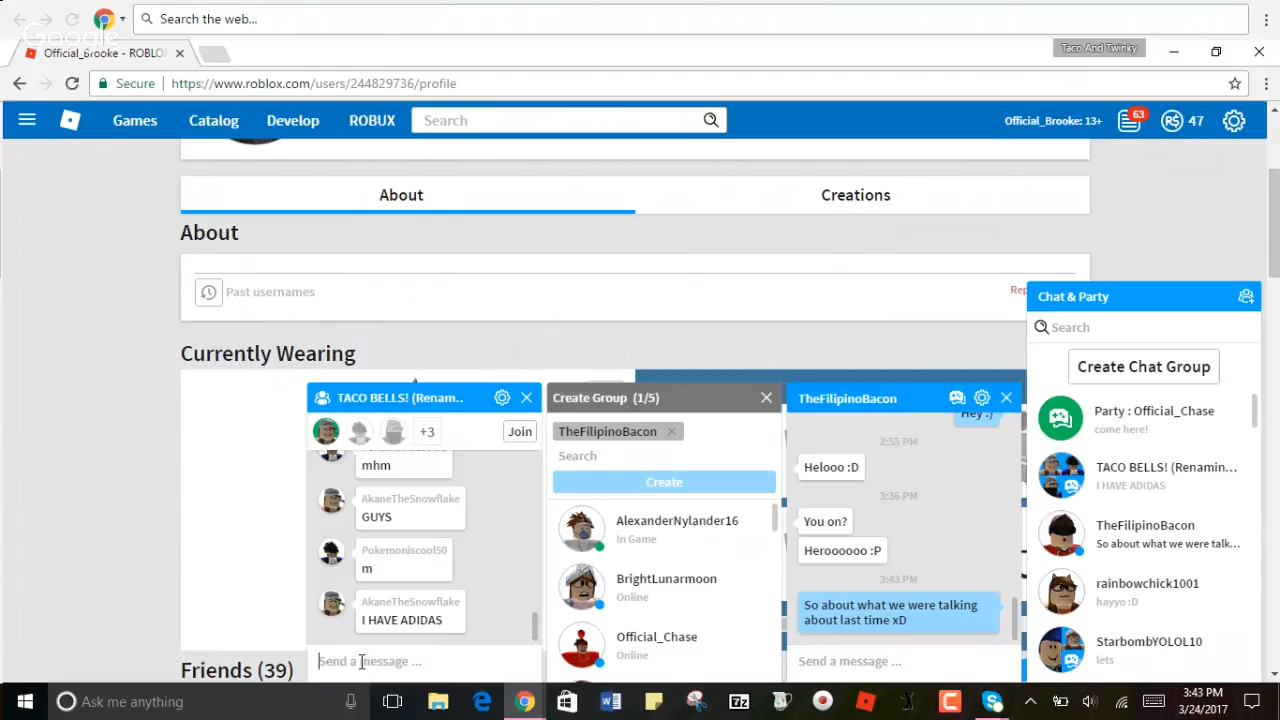 Search the web...
Google
Official_Brooke - ROBLO
Taco And Twinky
Secure
https://www.roblox.com/users/244829736/profile
Games
Catalog
Develop
ROBUX
Search
Official_Brooke: 13+
63
R$ 47
About
Creations
About
Past usernames
Rep
Currently Wearing
Friends (39)
TACO BELLS! (Renam..
+3
Join
mhm
AkaneTheSnowflake
GUYS
Pokemoniscool50
m
AkaneTheSnowflake
I HAVE ADIDAS
Send a message ...
Create Group (1/5)
TheFilipinoBacon
Search
Create
AlexanderNylander16
In Game
BrightLunarmoon
Online
Official_Chase
Online
TheFilipinoBacon
Hey :)
2:55 PM
Helooo :D
3:36 PM
You on?
Heroooooo :P
3:43 PM
So about what we were talking
about last time xD
Send a message ...
Chat & Party
Search
Create Chat Group
Party : Official_Chase
come here!
TACO BELLS! (Renamin...
I HAVE ADIDAS
TheFilipinoBacon
So about what we were talk...
rainbowchick1001
hayyo :D
StarbombYOLOL10
lets
Ask me anything
7z
3:43 PM
3/24/2017